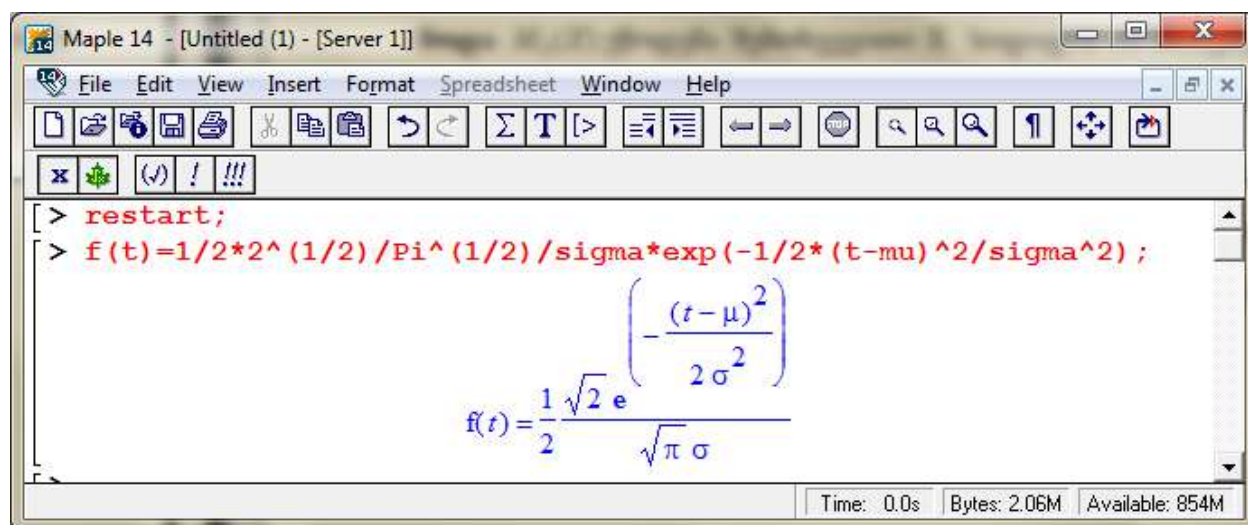 Maple 14 - [Untitled (1) - [Server 1]]
File Edit View Insert Format Spreadsheet Window Help
Σ T [>
STOP
x (√) ! !!!
[> restart;
[> f(t)=1/2*2^(1/2)/Pi^(1/2)/sigma*exp(-1/2*(t-mu)^2/sigma^2);
f(t) = 1/2 √2 e^(-(t-μ)^2/(2 σ^2)) / (√π σ)
[>
Time: 0.0s Bytes: 2.06M Available: 854M